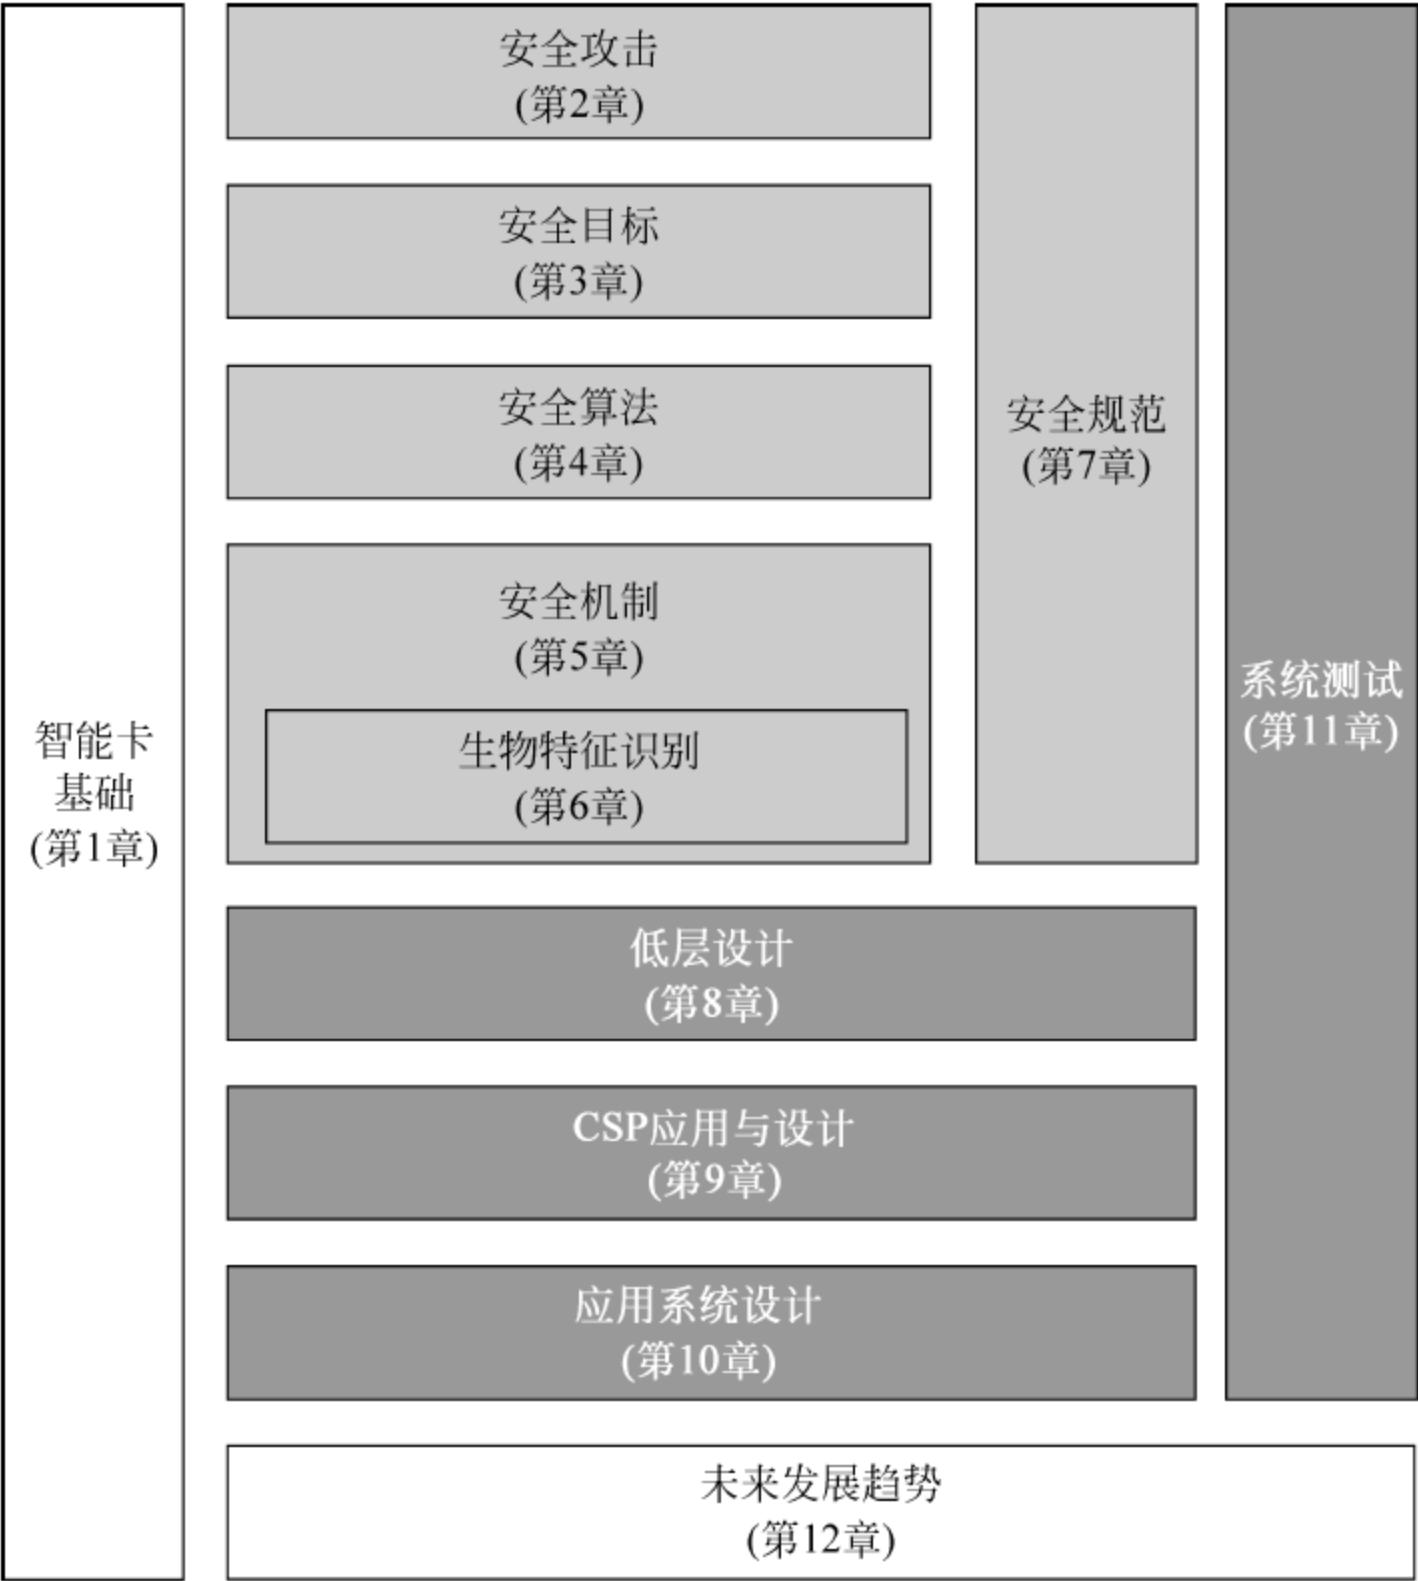 安全攻击
(第2章)
安全目标
(第3章)
安全算法
(第4章)
安全机制
(第5章)
生物特征识别
(第6章)
安全规范
(第7章)
系统测试
(第11章)
智能卡
基础
(第1章)
低层设计
(第8章)
CSP应用与设计
(第9章)
应用系统设计
(第10章)
未来发展趋势
(第12章)